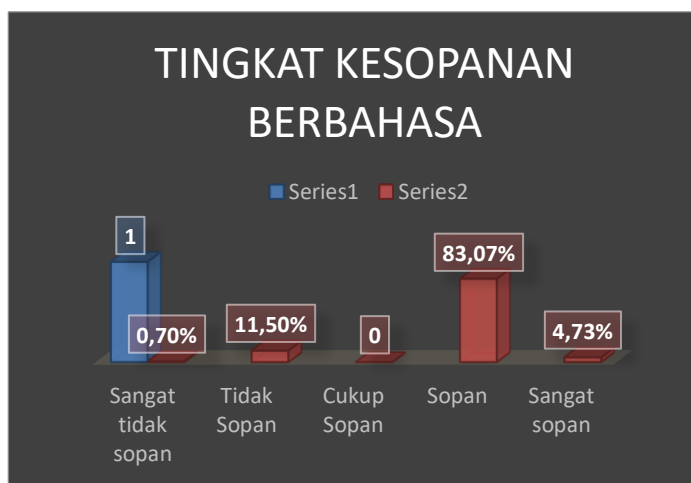 TINGKAT KESOPANAN
BERBAHASA
Series1 Series2
1
0,70%
11,50%
0
83,07%
4,73%
Sangat
tidak
sopan
Tidak
Sopan
Cukup
Sopan
Sopan
Sangat
sopan